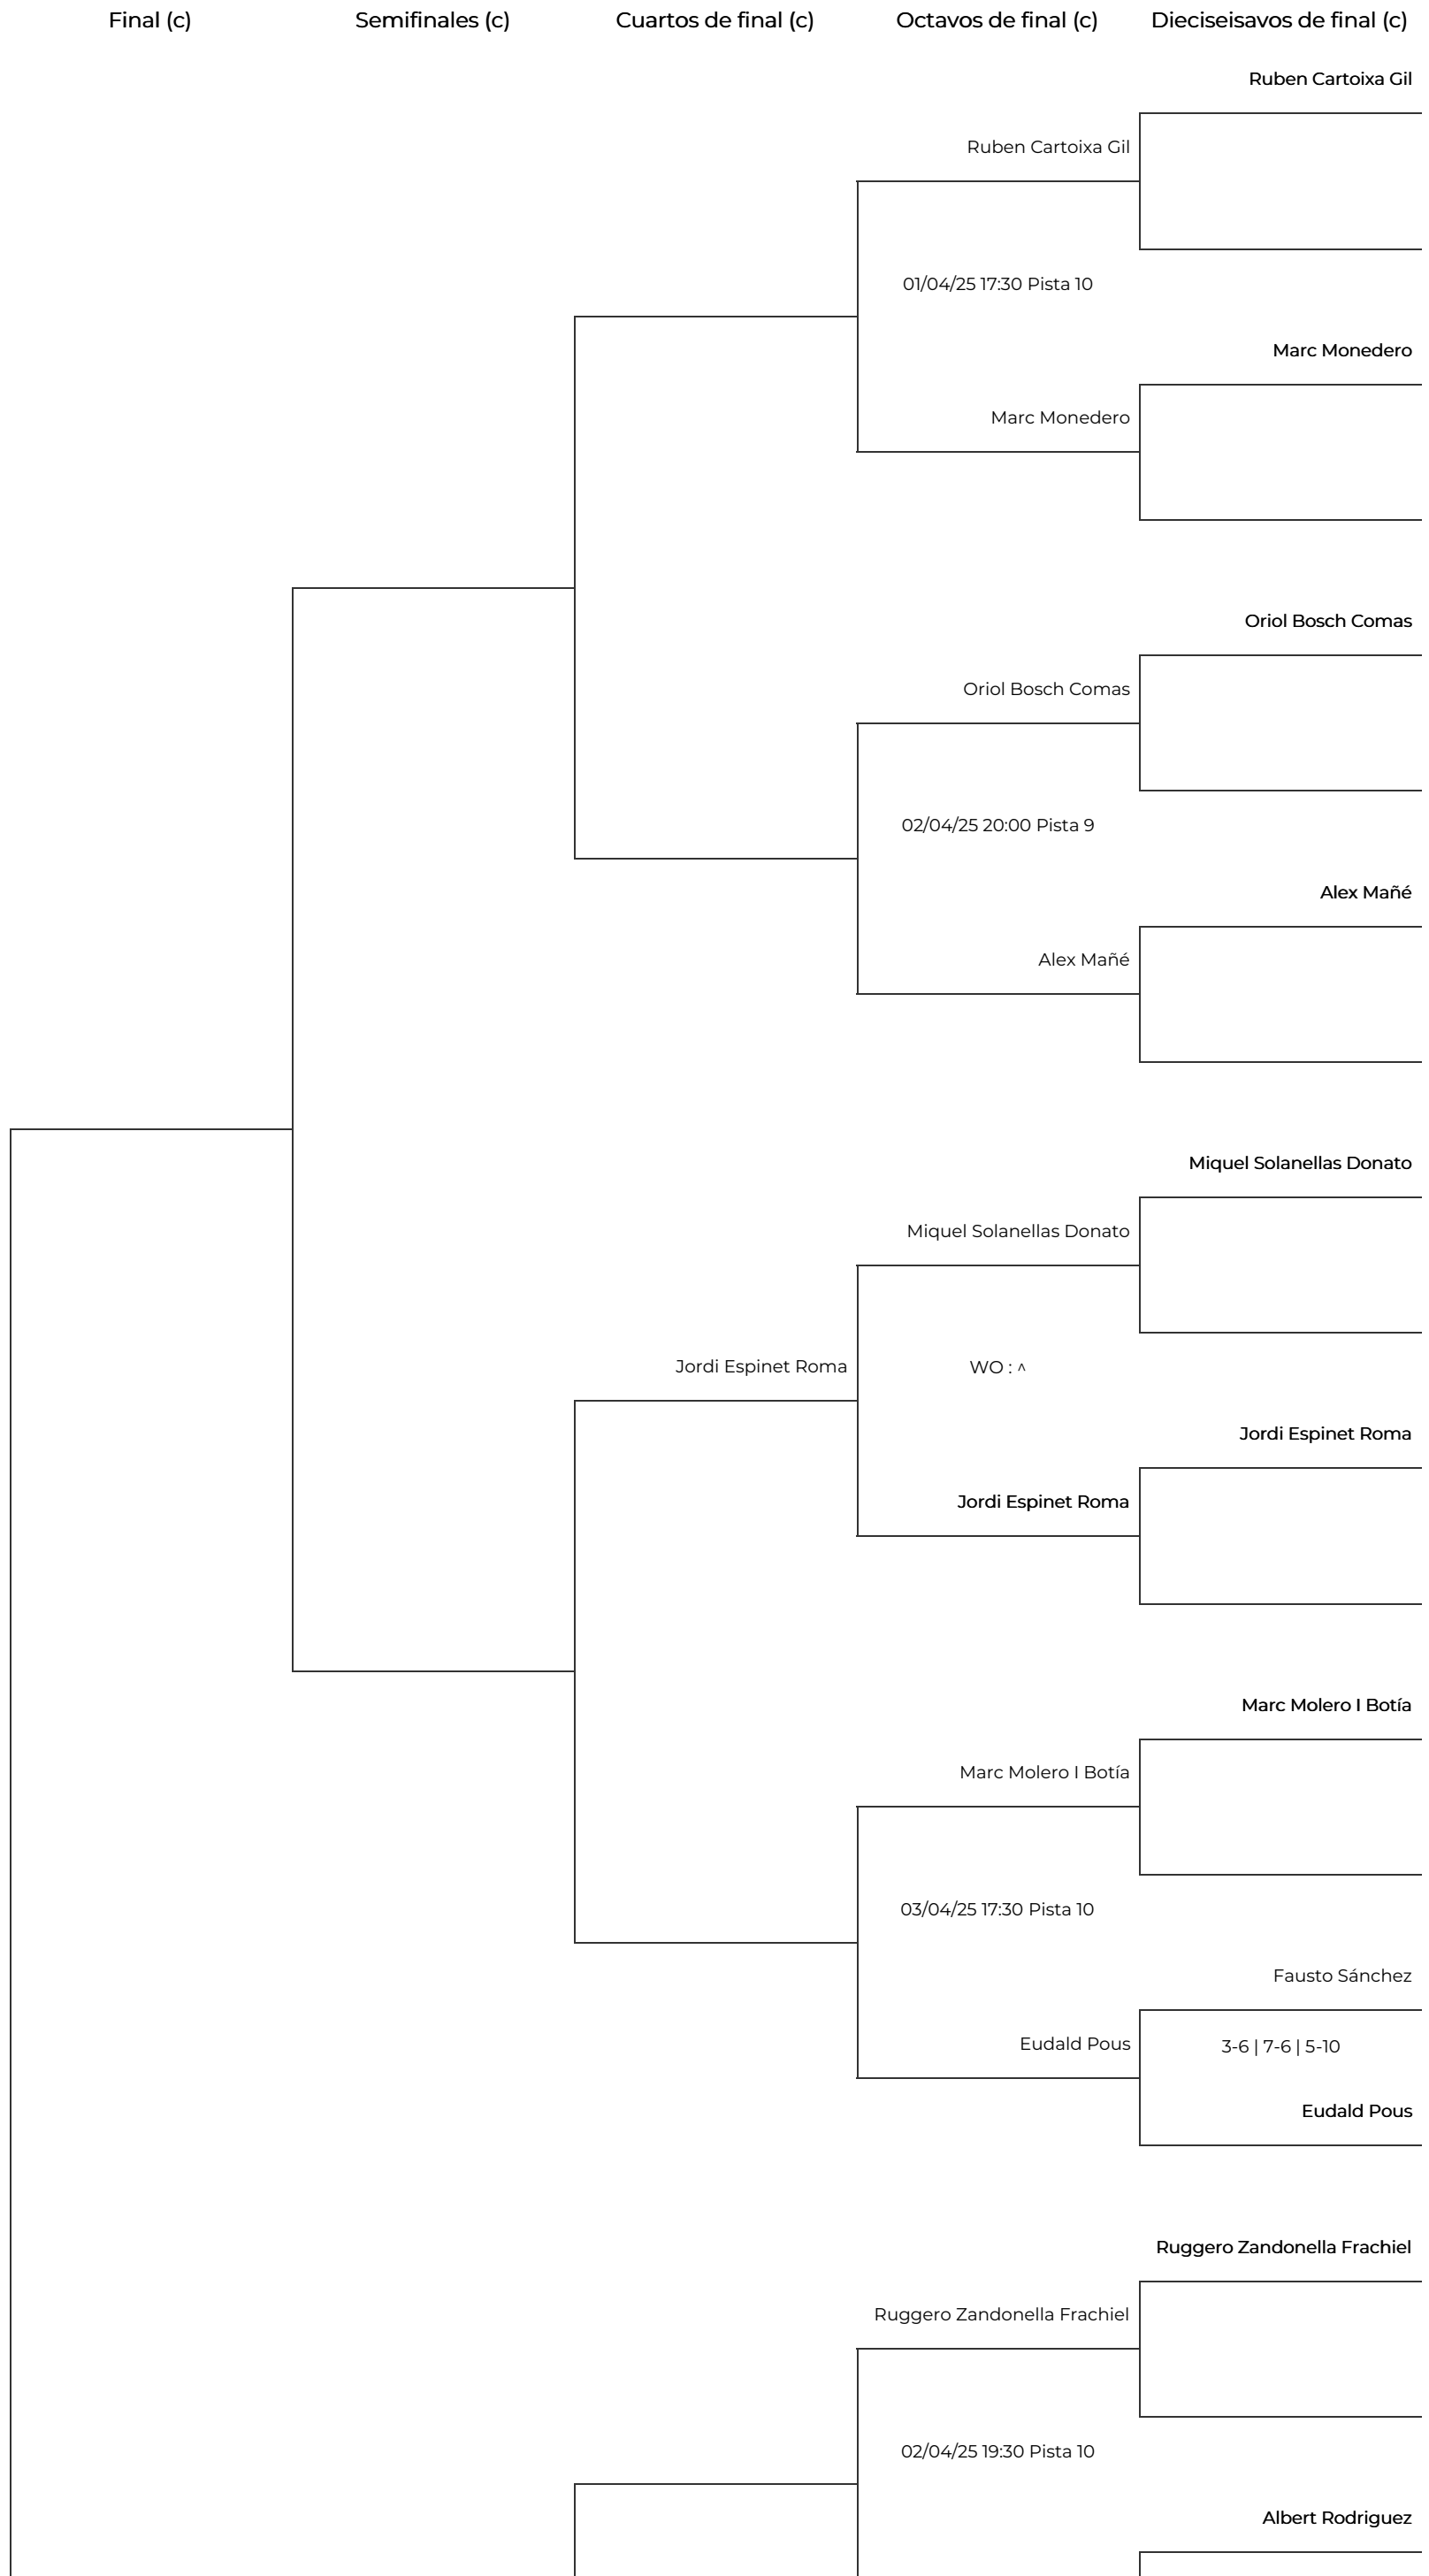 Final (c) Semifinales (c) Cuartos de final (c) Octavos de final (c) Dieciseisavos de final (c)
Ruben Cartoixa Gil
Ruben Cartoixa Gil
01/04/25 17:30 Pista 10
Marc Monedero
Marc Monedero
Oriol Bosch Comas
Oriol Bosch Comas
02/04/25 20:00 Pista 9
Alex Mañé
Alex Mañé
Miquel Solanellas Donato
Miquel Solanellas Donato
Jordi Espinet Roma WO : ^
Jordi Espinet Roma
Jordi Espinet Roma
Marc Molero I Botía
Marc Molero I Botía
03/04/25 17:30 Pista 10
Fausto Sánchez
Eudald Pous 3-6 | 7-6 | 5-10
Eudald Pous
Ruggero Zandonella Frachiel
Ruggero Zandonella Frachiel
02/04/25 19:30 Pista 10
Albert Rodriguez